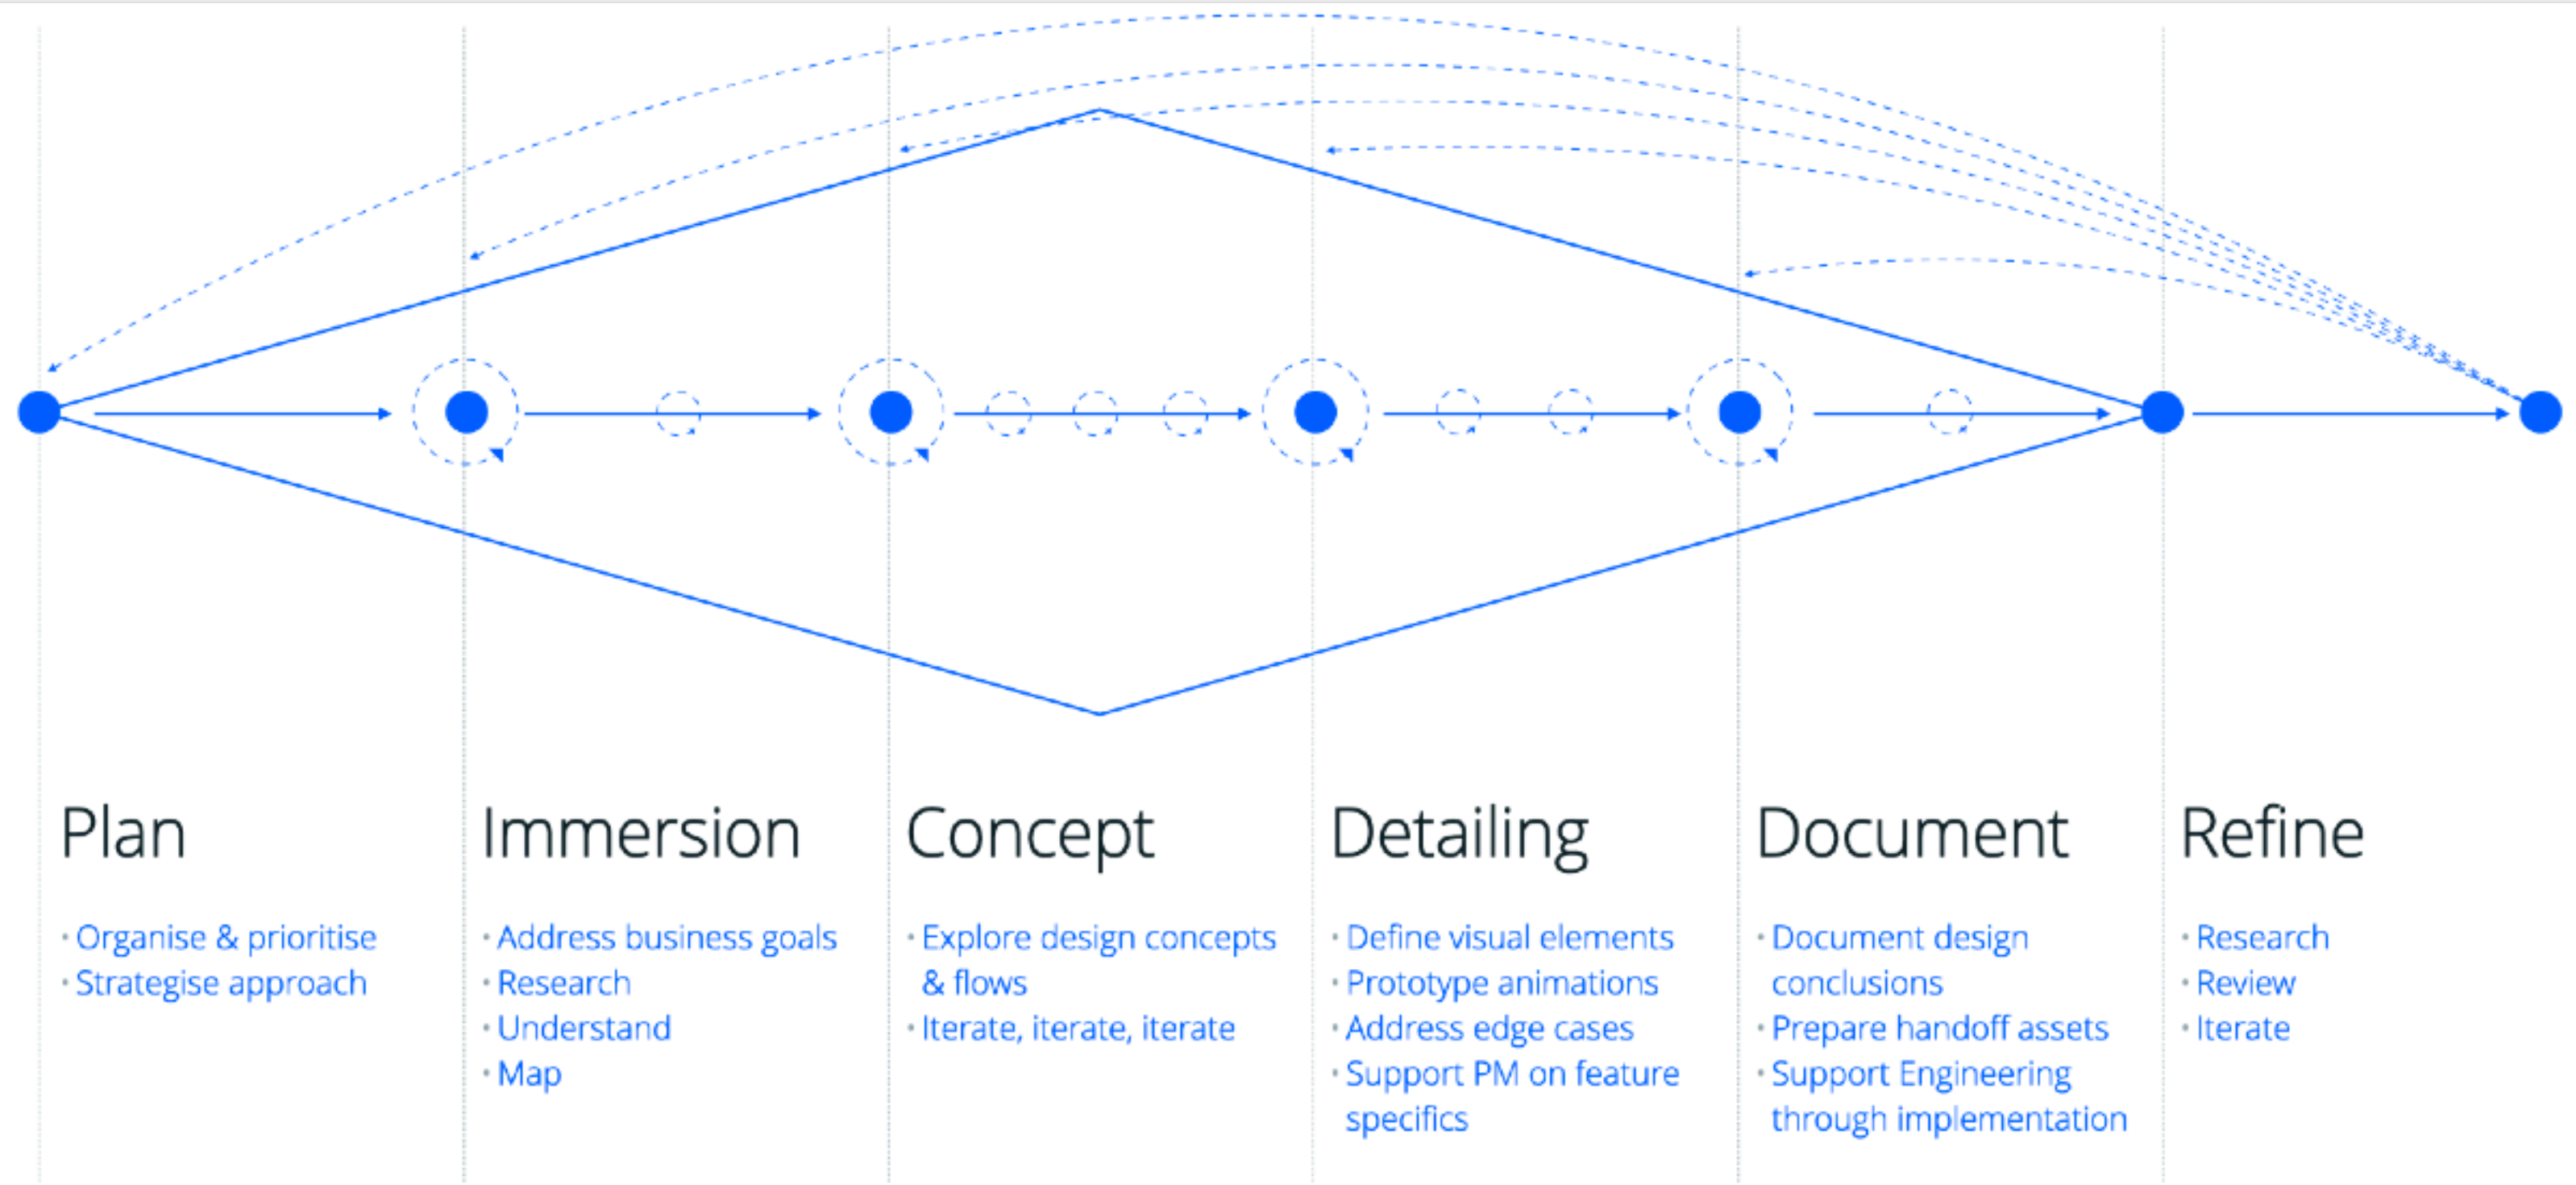 Plan
· Organise & prioritise
· Strategise approach
Immersion
· Address business goals
· Research
· Understand
· Map
Concept
· Explore design concepts
& flows
· Iterate, iterate, iterate
Detailing
· Define visual elements
· Prototype animations
· Address edge cases
· Support PM on feature
specifics
Document
· Document design
conclusions
· Prepare handoff assets
· Support Engineering
through implementation
Refine
· Research
· Review
· Iterate